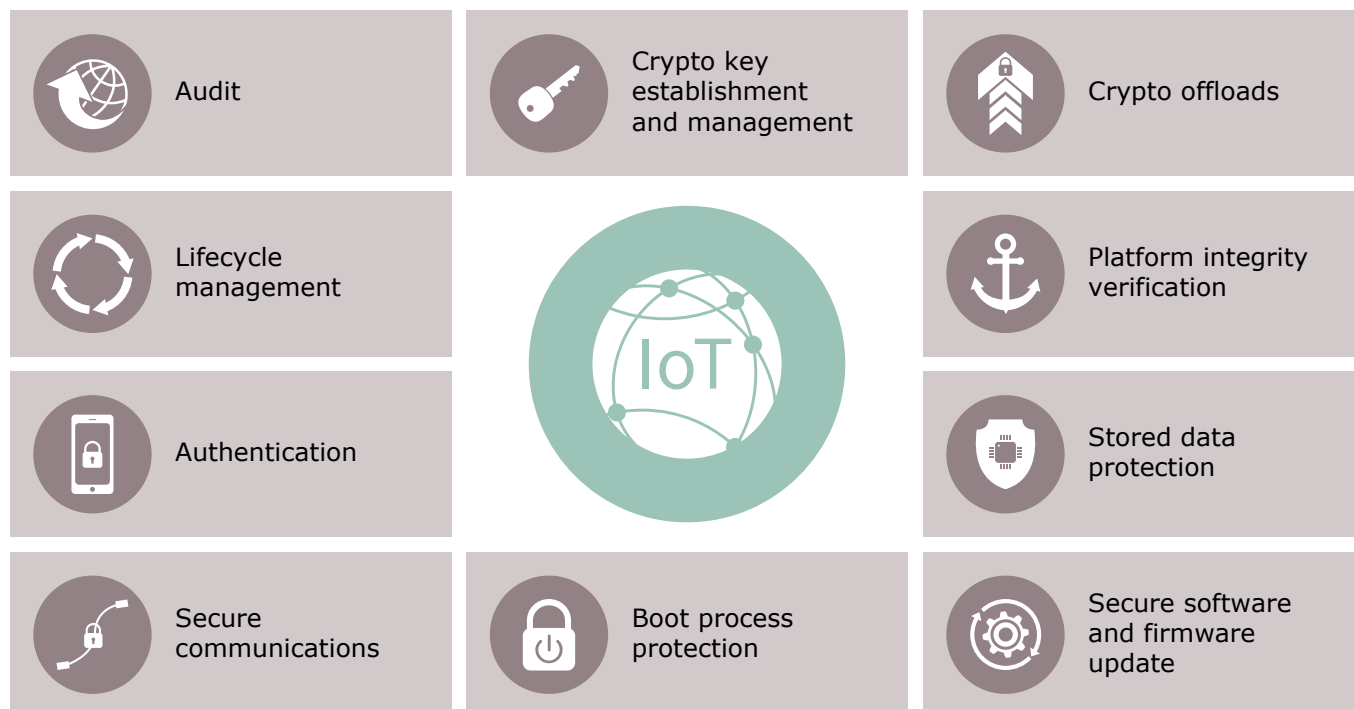 Audit
Crypto key
establishment
and management
Crypto offloads
Lifecycle
management
IoT
Platform integrity
verification
Authentication
Stored data
protection
Secure
communications
Boot process
protection
Secure software
and firmware
update